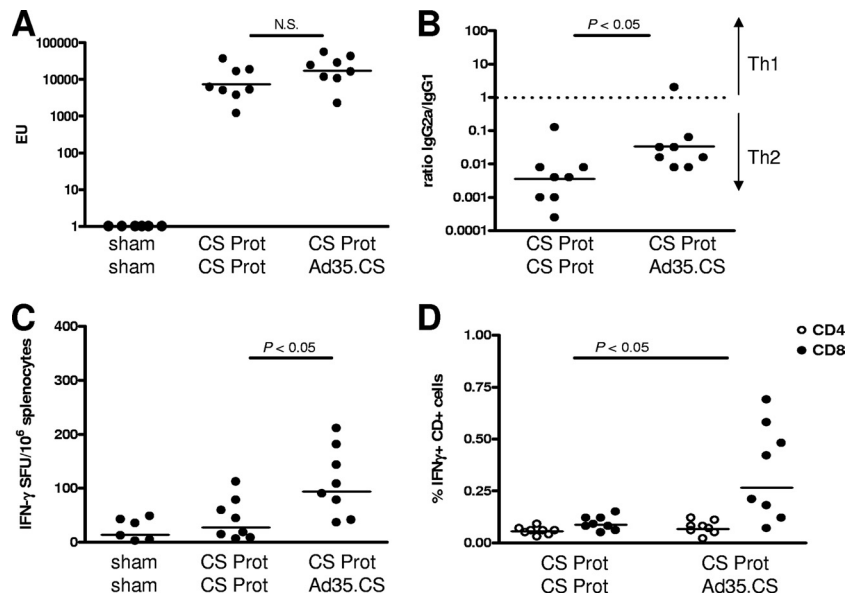 A
N.S.
100000
10000
1000
100
10
1
EU
sham CS Prot CS Prot
sham CS Prot Ad35.CS
B
P < 0.05
100
10
1
0.1
0.01
0.001
0.0001
ratio IgG2a/IgG1
Th1
Th2
CS Prot CS Prot
CS Prot Ad35.CS
C
P < 0.05
400
300
200
100
0
IFN-γ SFU/10⁶ splenocytes
sham CS Prot CS Prot
sham CS Prot Ad35.CS
D
P < 0.05
CD4
CD8
1.00
0.75
0.50
0.25
0.00
% IFNγ+ CD+ cells
CS Prot CS Prot
CS Prot Ad35.CS